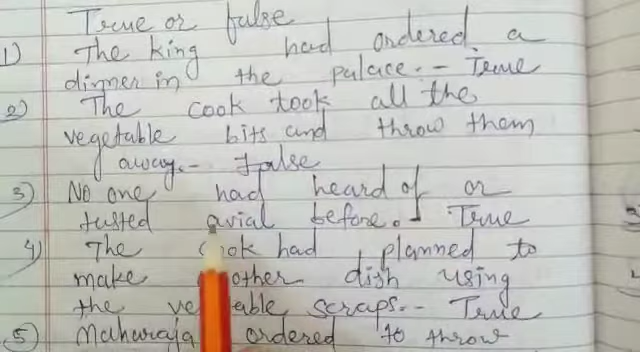 True or false
1) The king had ordered a
dinner in the palace. - True
2) The cook took all the
vegetable bits and throw them
away. - False
3) No one had heard of or
tasted avial before. - True
4) The cook had planned to
make other dish using
the scraps. - True
5) Maharaja ordered to throw